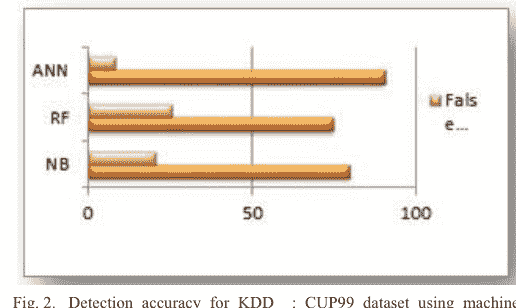 ANN
RF
NB
0 50 100
Fals
e...
Fig. 2. Detection accuracy for KDD : CUP99 dataset using machine